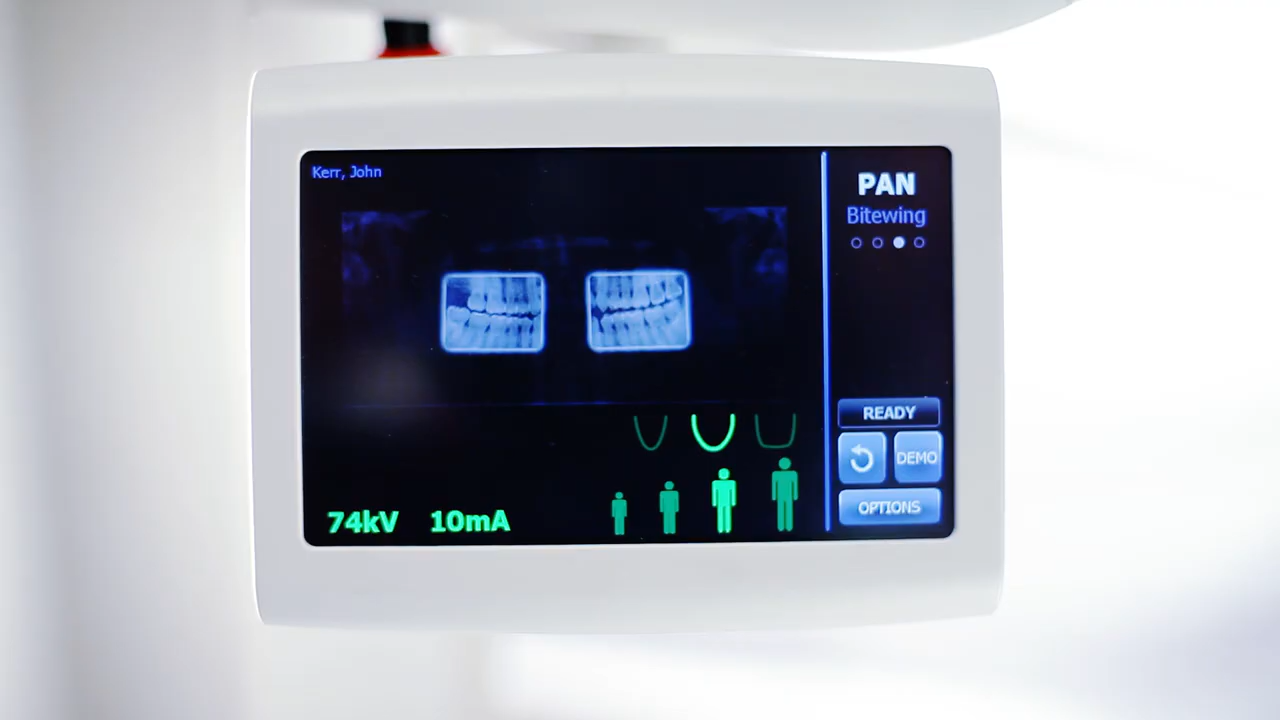 Kerr, John
PAN
Bitewing
READY
DEMO
OPTIONS
74kV 10mA